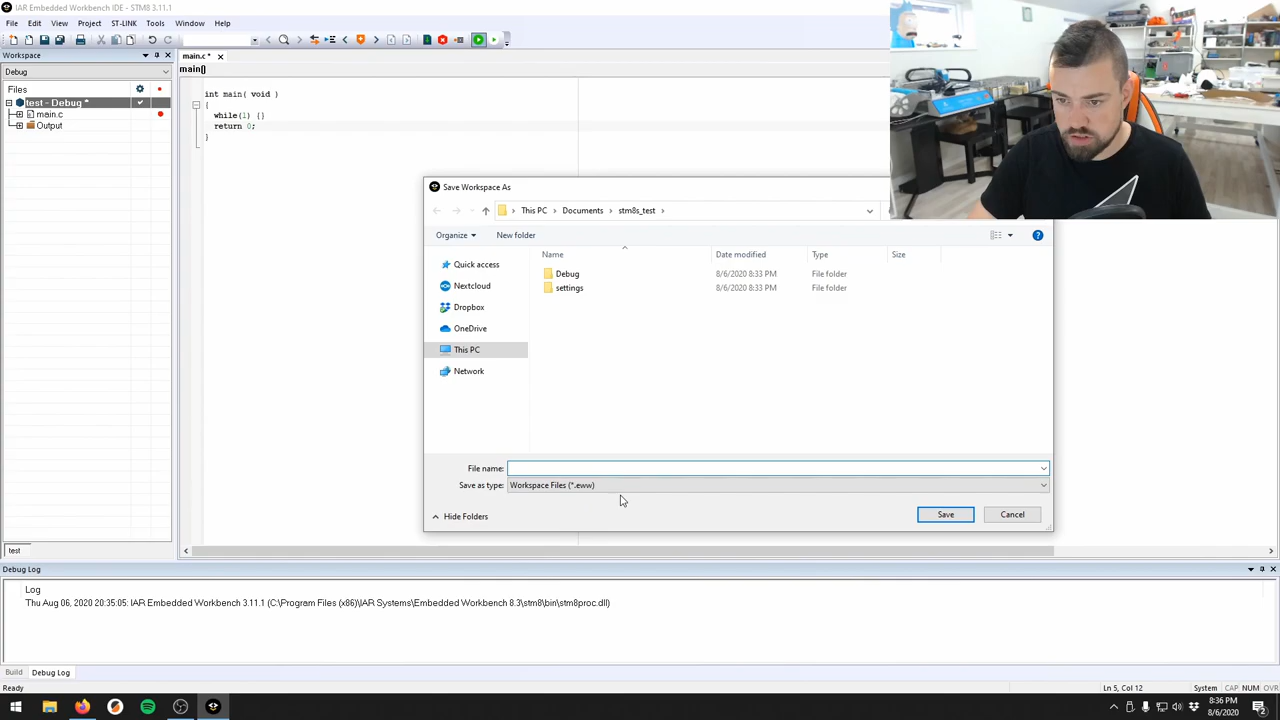 IAR Embedded Workbench IDE - STM8 3.11.1
File Edit View Project ST-LINK Tools Window Help
Workspace
main.c *
Debug
main()
Files
test - Debug *
main.c
Output
int main( void )
{
while(1) {}
return 0;
}
Save Workspace As
This PC > Documents > stm8s_test >
Organize New folder
Name Date modified Type Size
Quick access
Nextcloud
Dropbox
OneDrive
This PC
Network
Debug 8/6/2020 8:33 PM File folder
settings 8/6/2020 8:33 PM File folder
File name:
Save as type: Workspace Files (*.eww)
Hide Folders
Save Cancel
test
Debug Log
Log
Thu Aug 06, 2020 20:35:05: IAR Embedded Workbench 3.11.1 (C:\Program Files (x86)\IAR Systems\Embedded Workbench 8.3\stm8\bin\stm8proc.dll)
Build Debug Log
Ready Ln 5, Col 12 System CAP NUM OVR
8:36 PM
8/6/2020
2